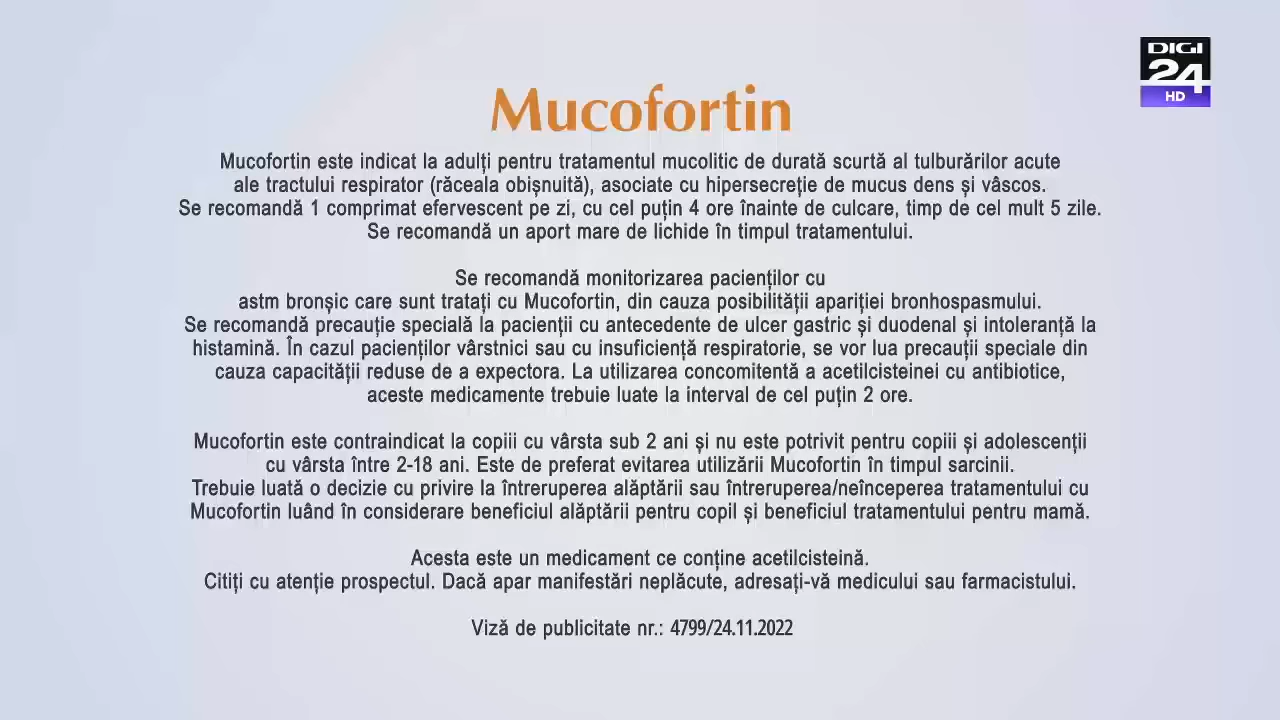 DIGI
24
HD
Mucofortin
Mucofortin este indicat la adulți pentru tratamentul mucolitic de durată scurtă al tulburărilor acute
ale tractului respirator (răceala obișnuită), asociate cu hipersecreție de mucus dens și vâscos.
Se recomandă 1 comprimat efervescent pe zi, cu cel puțin 4 ore înainte de culcare, timp de cel mult 5 zile.
Se recomandă un aport mare de lichide în timpul tratamentului.
Se recomandă monitorizarea pacienților cu
astm bronșic care sunt tratați cu Mucofortin, din cauza posibilității apariției bronhospasmului.
Se recomandă precauție specială la pacienții cu antecedente de ulcer gastric și duodenal și intoleranță la
histamină. În cazul pacienților vârstnici sau cu insuficiență respiratorie, se vor lua precauții speciale din
cauza capacității reduse de a expectora. La utilizarea concomitentă a acetilcisteinei cu antibiotice,
aceste medicamente trebuie luate la interval de cel puțin 2 ore.
Mucofortin este contraindicat la copiii cu vârsta sub 2 ani și nu este potrivit pentru copiii și adolescenții
cu vârsta între 2-18 ani. Este de preferat evitarea utilizării Mucofortin în timpul sarcinii.
Trebuie luată o decizie cu privire la întreruperea alăptării sau întreruperea/neînceperea tratamentului cu
Mucofortin luând în considerare beneficiul alăptării pentru copil și beneficiul tratamentului pentru mamă.
Acesta este un medicament ce conține acetilcisteină.
Citiți cu atenție prospectul. Dacă apar manifestări neplăcute, adresați-vă medicului sau farmacistului.
Viză de publicitate nr.: 4799/24.11.2022